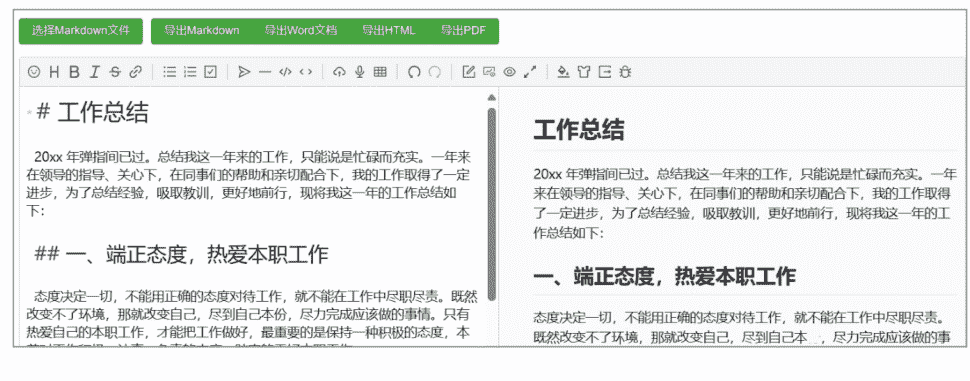 选择Markdown文件 导出Markdown 导出Word文档 导出HTML 导出PDF
# 工作总结
20xx 年弹指间已过。总结我这一年来的工作，只能说是忙碌而充实。一年来
在领导的指导、关心下，在同事们的帮助和亲切配合下，我的工作取得了一定
进步，为了总结经验，吸取教训，更好地前行，现将我这一年的工作总结如
下：
## 一、端正态度，热爱本职工作
态度决定一切，不能用正确的态度对待工作，就不能在工作中尽职尽责。既然
改变不了环境，那就改变自己，尽到自己本份，尽力完成应该做的事情。只有
热爱自己的本职工作，才能把工作做好，最重要的是保持一种积极的态度，本
工作总结
20xx 年弹指间已过。总结我这一年来的工作，只能说是忙碌而充实。一年
来在领导的指导、关心下，在同事们的帮助和亲切配合下，我的工作取得
了一定进步，为了总结经验，吸取教训，更好地前行，现将我这一年的工
作总结如下：
一、端正态度，热爱本职工作
态度决定一切，不能用正确的态度对待工作，就不能在工作中尽职尽责。
既然改变不了环境，那就改变自己，尽到自己本 ，尽力完成应该做的事